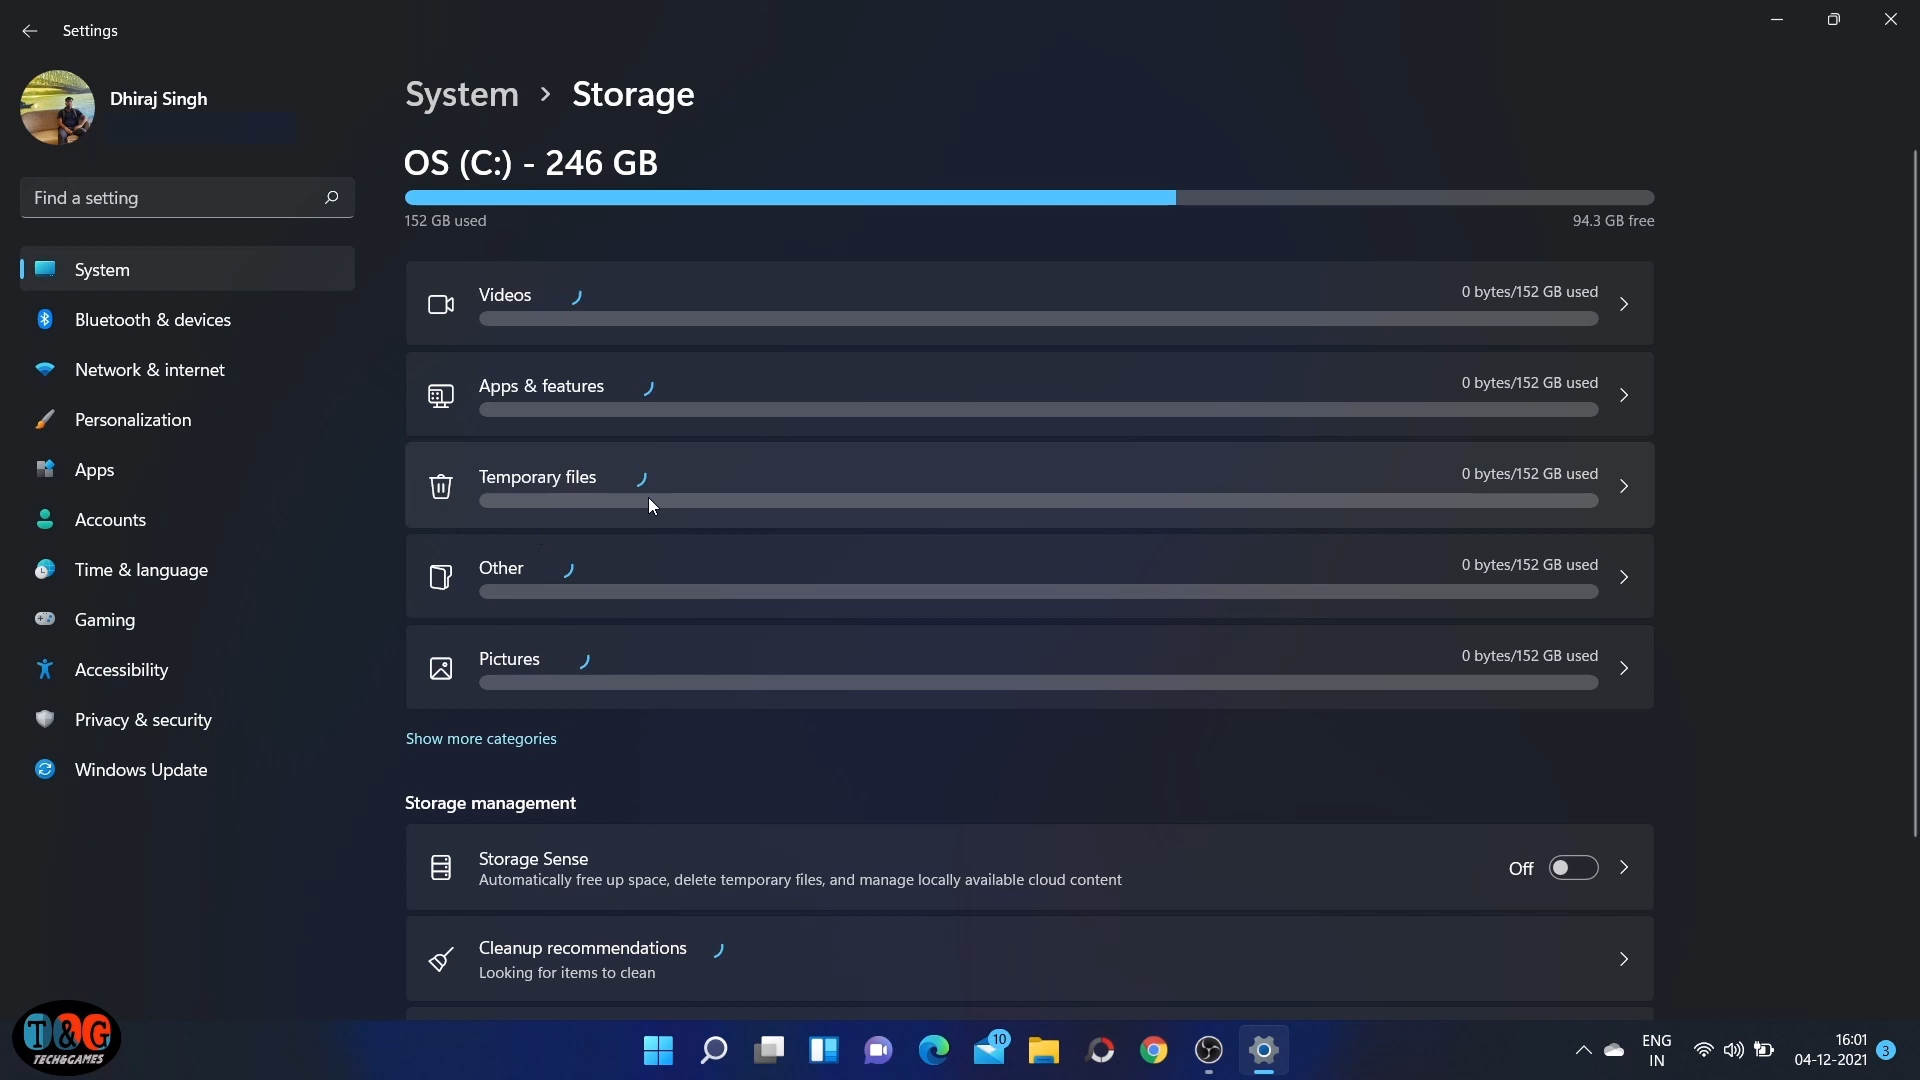 Settings
Dhiraj Singh
Find a setting
System
Bluetooth & devices
Network & internet
Personalization
Apps
Accounts
Time & language
Gaming
Accessibility
Privacy & security
Windows Update
System > Storage
OS (C:) - 246 GB
152 GB used
94.3 GB free
Videos
0 bytes/152 GB used
Apps & features
0 bytes/152 GB used
Temporary files
0 bytes/152 GB used
Other
0 bytes/152 GB used
Pictures
0 bytes/152 GB used
Show more categories
Storage management
Storage Sense
Automatically free up space, delete temporary files, and manage locally available cloud content
Off
Cleanup recommendations
Looking for items to clean
T&G
TECH&GAMES
10
ENG
IN
16:01
04-12-2021
3